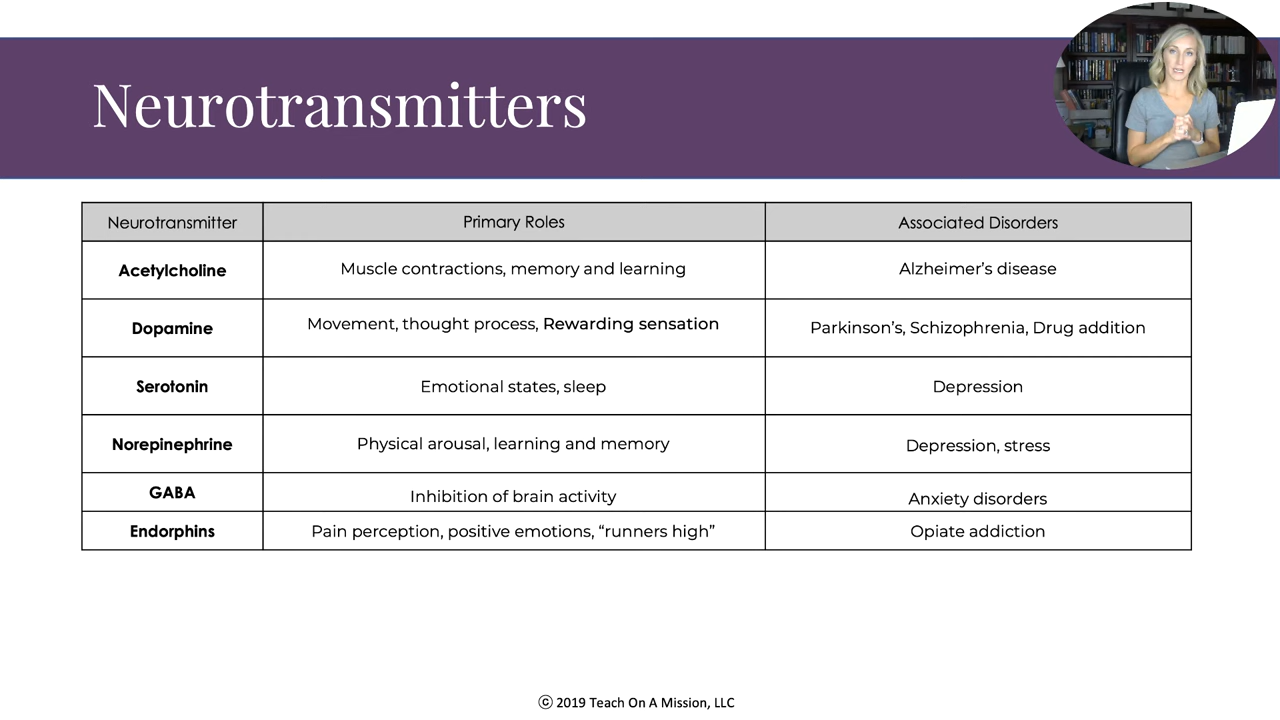 Neurotransmitters
Neurotransmitter Primary Roles Associated Disorders
Acetylcholine Muscle contractions, memory and learning Alzheimer’s disease
Dopamine Movement, thought process, Rewarding sensation Parkinson’s, Schizophrenia, Drug addition
Serotonin Emotional states, sleep Depression
Norepinephrine Physical arousal, learning and memory Depression, stress
GABA Inhibition of brain activity Anxiety disorders
Endorphins Pain perception, positive emotions, “runners high” Opiate addiction
© 2019 Teach On A Mission, LLC